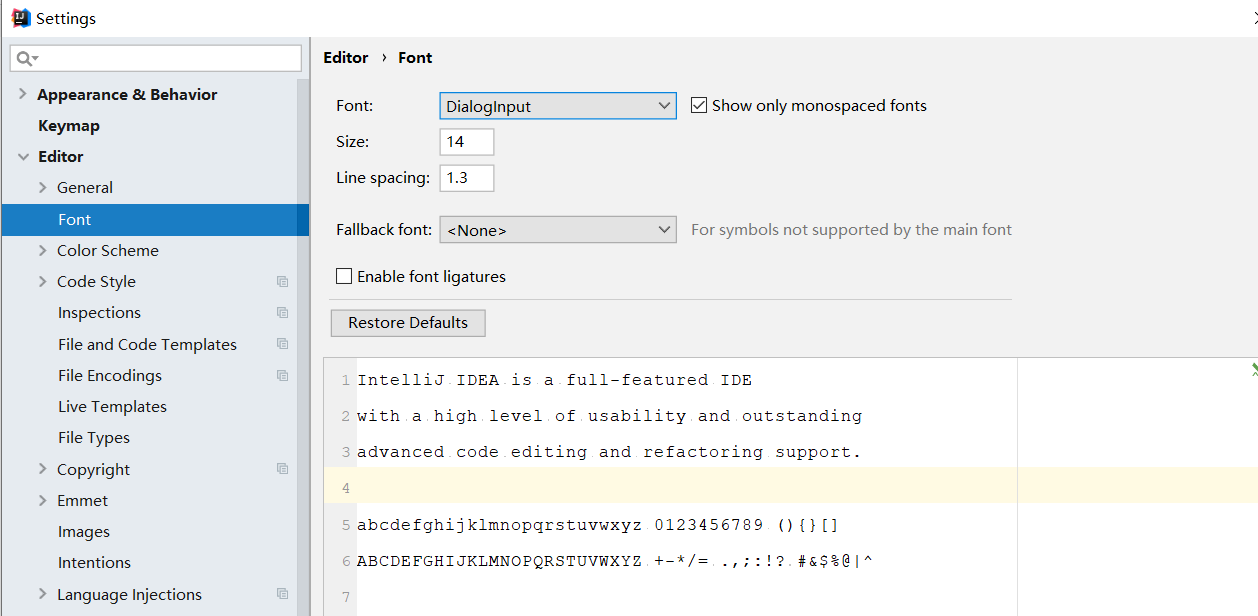 Settings
Appearance & Behavior
Keymap
Editor
General
Font
Color Scheme
Code Style
Inspections
File and Code Templates
File Encodings
Live Templates
File Types
Copyright
Emmet
Images
Intentions
Language Injections
Editor › Font
Font: DialogInput Show only monospaced fonts
Size: 14
Line spacing: 1.3
Fallback font: <None> For symbols not supported by the main font
Enable font ligatures
Restore Defaults
1 IntelliJ IDEA is a full-featured IDE
2 with a high level of usability and outstanding
3 advanced code editing and refactoring support.
4
5 abcdefghijklmnopqrstuvwxyz 0123456789 (){}[]
6 ABCDEFGHIJKLMNOPQRSTUVWXYZ +-*/= .,;:!? #&$%@|^
7